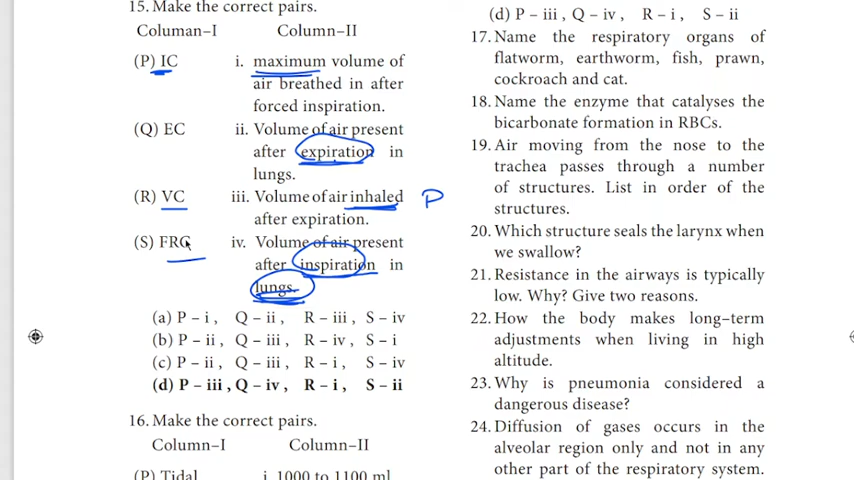 15. Make the correct pairs.
Columan–I Column–II
(P) IC i. maximum volume of
air breathed in after
forced inspiration.
(Q) EC ii. Volume of air present
after expiration in
lungs.
(R) VC iii. Volume of air inhaled P
after expiration.
(S) FRC iv. Volume of air present
after inspiration in
lungs.
(a) P – i , Q – ii , R – iii , S – iv
(b) P – ii , Q – iii , R – iv , S – i
(c) P – ii , Q – iii , R – i , S – iv
(d) P – iii , Q – iv , R – i , S – ii
16. Make the correct pairs.
Column–I Column–II
(P) Tidal i. 1000 to 1100 ml
(d) P – iii , Q – iv , R – i , S – ii
17. Name the respiratory organs of
flatworm, earthworm, fish, prawn,
cockroach and cat.
18. Name the enzyme that catalyses the
bicarbonate formation in RBCs.
19. Air moving from the nose to the
trachea passes through a number
of structures. List in order of the
structures.
20. Which structure seals the larynx when
we swallow?
21. Resistance in the airways is typically
low. Why? Give two reasons.
22. How the body makes long–term
adjustments when living in high
altitude.
23. Why is pneumonia considered a
dangerous disease?
24. Diffusion of gases occurs in the
alveolar region only and not in any
other part of the respiratory system.